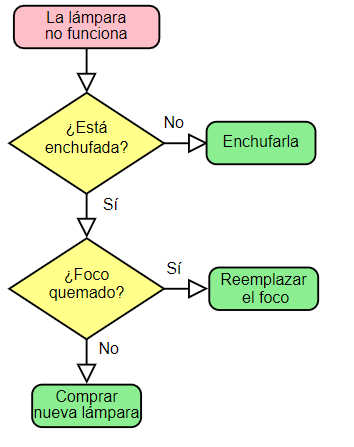 La lámpara
no funciona
¿Está
enchufada?
No
Enchufarla
Sí
¿Foco
quemado?
Sí
Reemplazar
el foco
No
Comprar
nueva lámpara